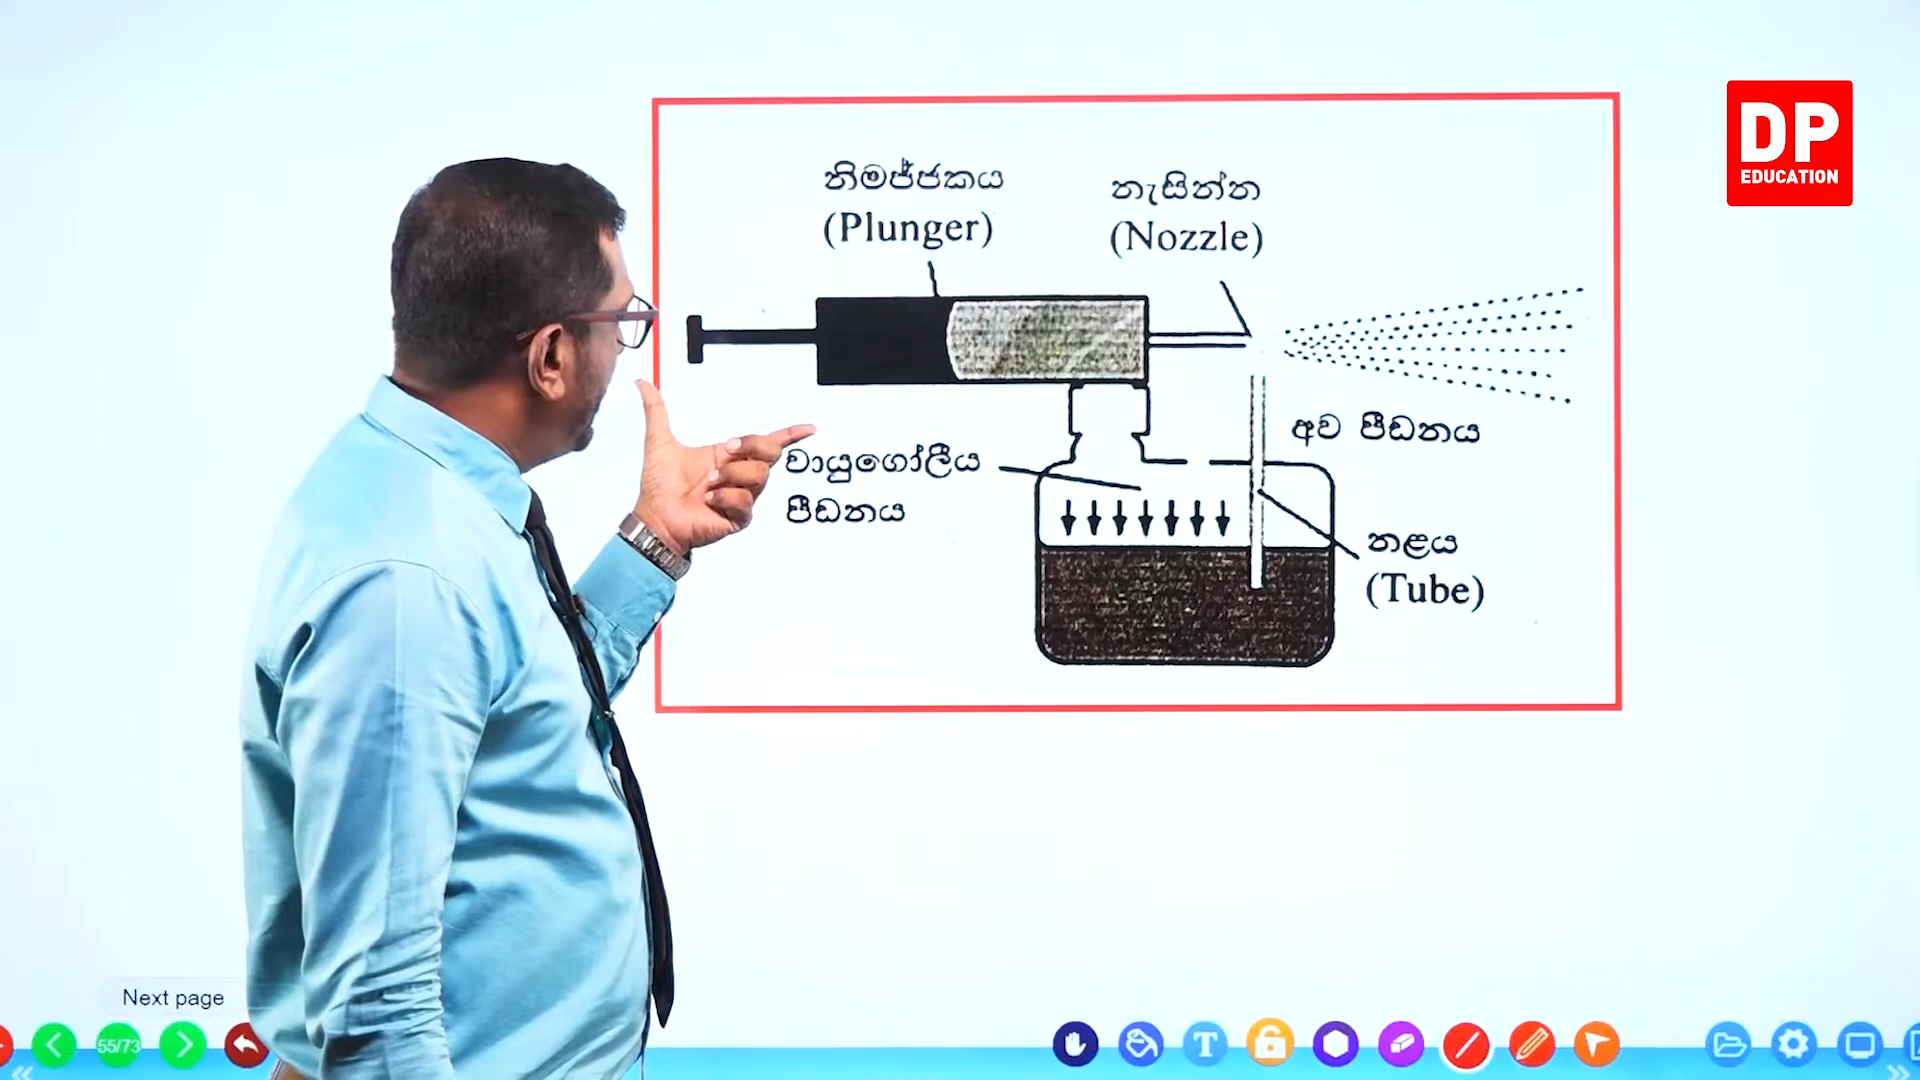 DP
EDUCATION
නිමජ්ජකය
(Plunger)
නැසින්න
(Nozzle)
අව පීඩනය
වායුගෝලීය
පීඩනය
නළය
(Tube)
Next page
55/73
T